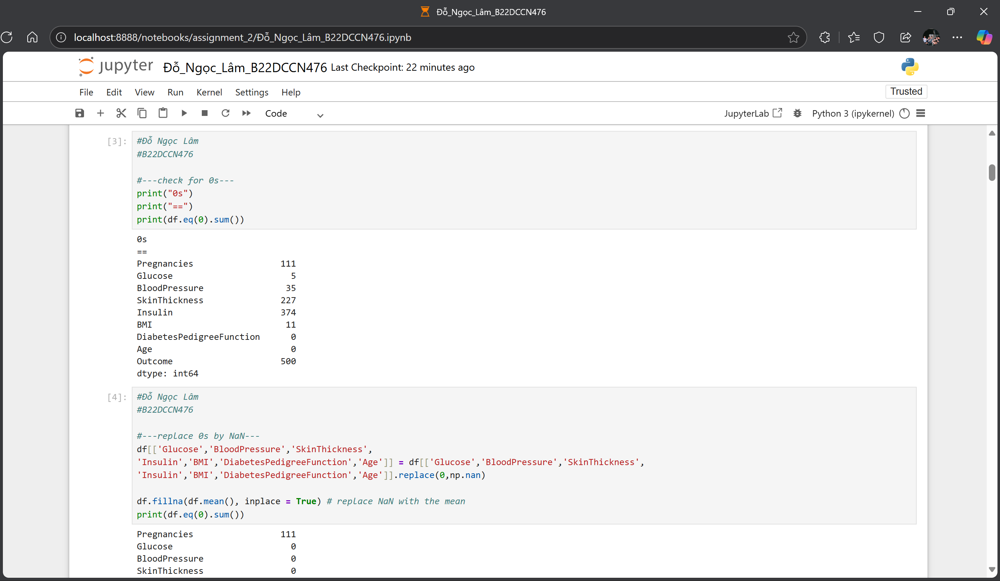 Đỗ_Ngọc_Lâm_B22DCCN476
localhost:8888/notebooks/assignment_2/Đỗ_Ngọc_Lâm_B22DCCN476.ipynb
jupyter Đỗ_Ngọc_Lâm_B22DCCN476 Last Checkpoint: 22 minutes ago
File Edit View Run Kernel Settings Help Trusted
Code JupyterLab Python 3 (ipykernel)
[3]: #Đỗ Ngọc Lâm
#B22DCCN476
#---check for 0s---
print("0s")
print("==")
print(df.eq(0).sum())
0s
==
Pregnancies 111
Glucose 5
BloodPressure 35
SkinThickness 227
Insulin 374
BMI 11
DiabetesPedigreeFunction 0
Age 0
Outcome 500
dtype: int64
[4]: #Đỗ Ngọc Lâm
#B22DCCN476
#---replace 0s by NaN---
df[['Glucose','BloodPressure','SkinThickness',
'Insulin','BMI','DiabetesPedigreeFunction','Age']] = df[['Glucose','BloodPressure','SkinThickness',
'Insulin','BMI','DiabetesPedigreeFunction','Age']].replace(0,np.nan)
df.fillna(df.mean(), inplace = True) # replace NaN with the mean
print(df.eq(0).sum())
Pregnancies 111
Glucose 0
BloodPressure 0
SkinThickness 0